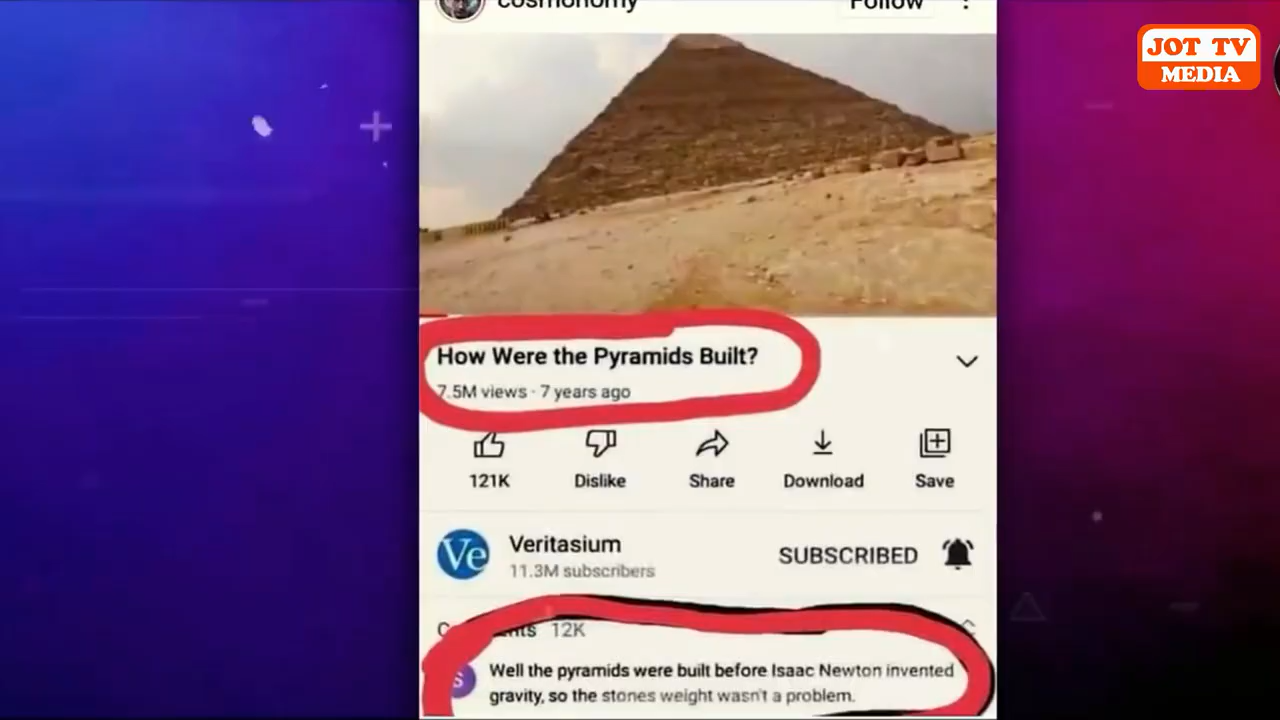 cosmonomy
Follow
JOT TV
MEDIA
How Were the Pyramids Built?
7.5M views · 7 years ago
121K
Dislike
Share
Download
Save
Ve
Veritasium
11.3M subscribers
SUBSCRIBED
12K
S
Well the pyramids were built before Isaac Newton invented
gravity, so the stones weight wasn't a problem.